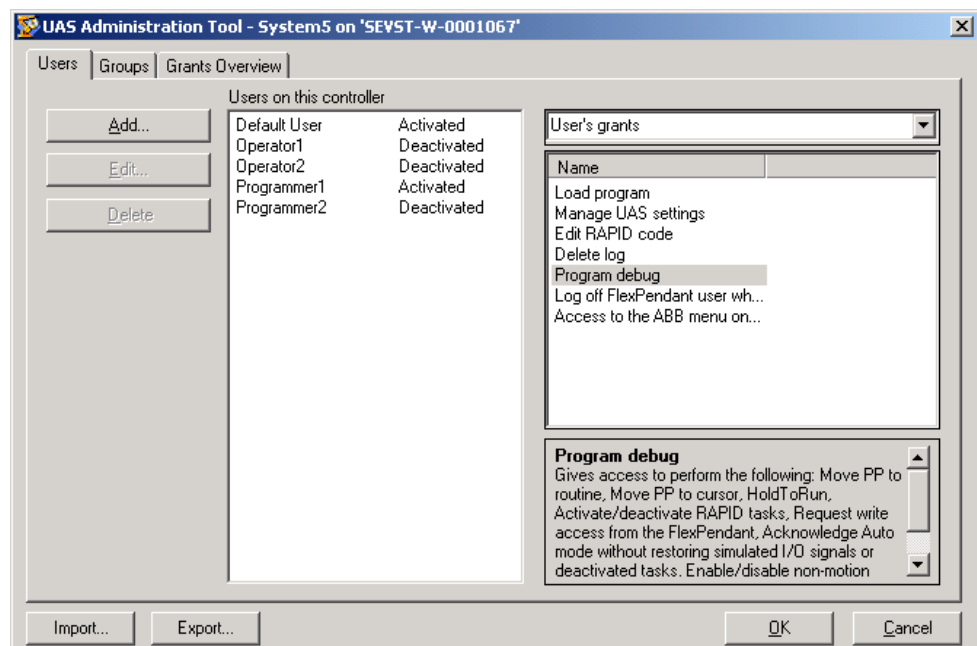 UAS Administration Tool - System5 on 'SEVST-W-0001067'
Users Groups Grants Overview
Users on this controller
Add...
Edit...
Delete
Default User Activated
Operator1 Deactivated
Operator2 Deactivated
Programmer1 Activated
Programmer2 Deactivated
User's grants
Name
Load program
Manage UAS settings
Edit RAPID code
Delete log
Program debug
Log off FlexPendant user wh...
Access to the ABB menu on...
Program debug
Gives access to perform the following: Move PP to
routine, Move PP to cursor, HoldToRun,
Activate/deactivate RAPID tasks, Request write
access from the FlexPendant, Acknowledge Auto
mode without restoring simulated I/O signals or
deactivated tasks. Enable/disable non-motion
Import... Export... OK Cancel